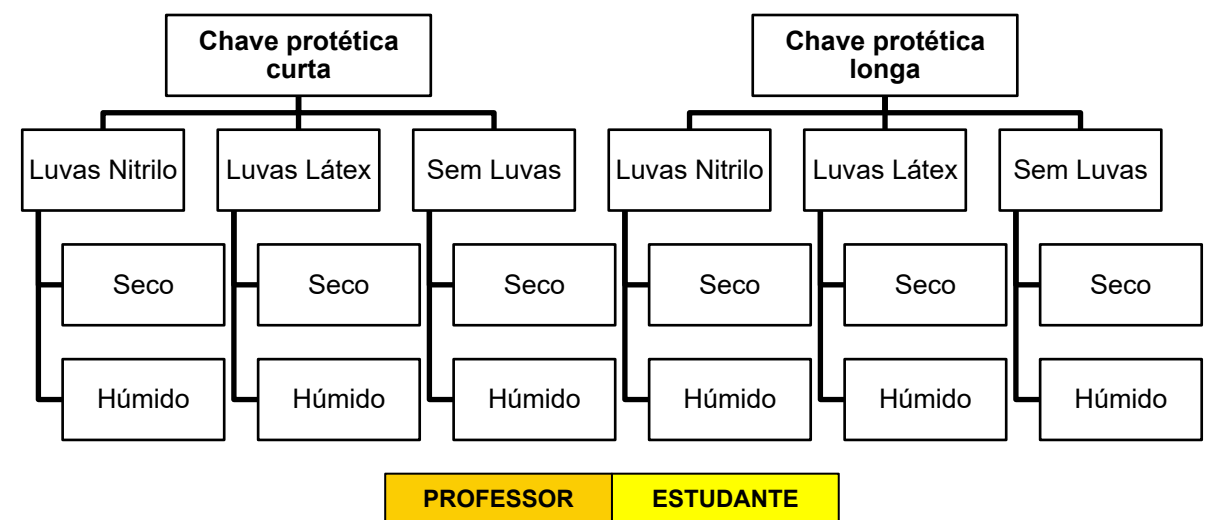 Chave protética
curta
Chave protética
longa
Luvas Nitrilo
Luvas Látex
Sem Luvas
Luvas Nitrilo
Luvas Látex
Sem Luvas
Seco
Seco
Seco
Seco
Seco
Seco
Húmido
Húmido
Húmido
Húmido
Húmido
Húmido
PROFESSOR
ESTUDANTE